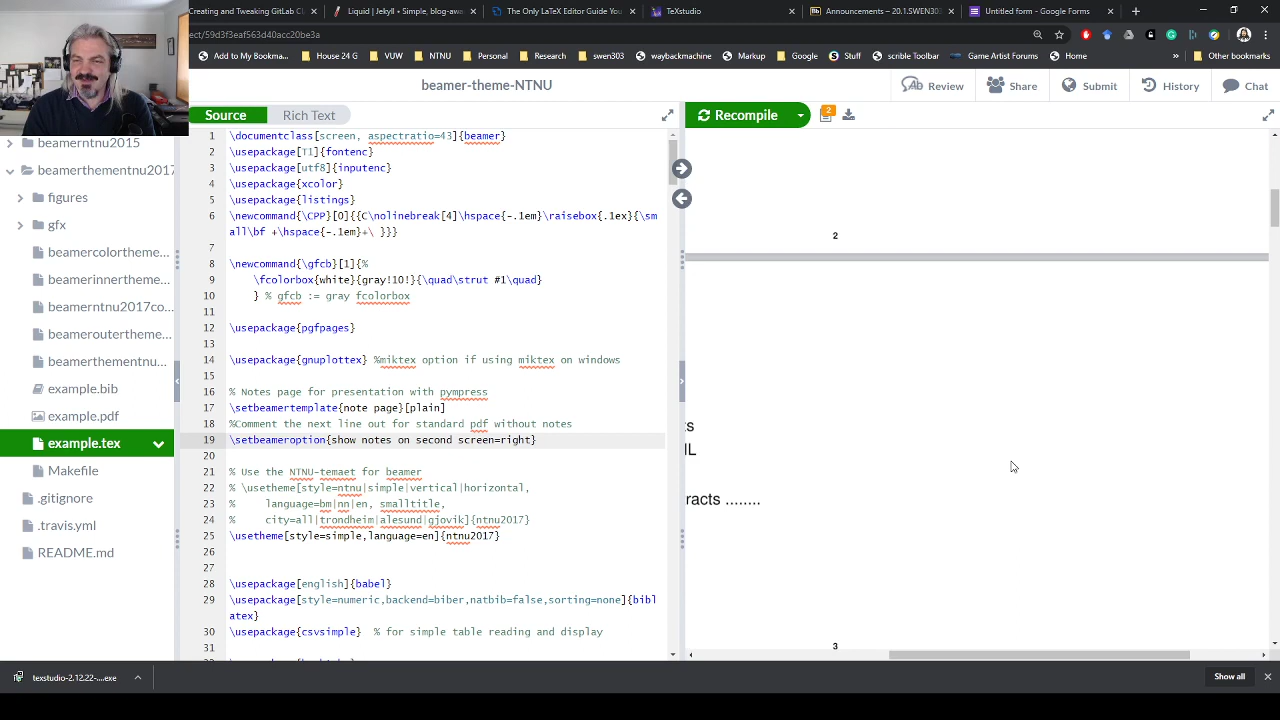 Creating and Tweaking GitLab C
Liquid | Jekyll • Simple, blog-
The Only LaTeX Editor Guide You
TeXstudio
Announcements – 20.1.SWEN30
Untitled form - Google Forms
ect/59d3f3eaf563d40acc20be3a
Add to My Bookmark...
House 24 G
VUW
NTNU
Personal
Research
swen303
waybackmachine
Markup
Google
Stuff
scrible Toolbar
Game Artist Forums
Home
»
Other bookmarks
beamer-theme-NTNU
Review
Share
Submit
History
Chat
Source
Rich Text
Recompile
2
beamerntnu2015
beamerthementnu2017
figures
gfx
beamercolortheme...
beamerinnertheme...
beamerntnu2017co...
beameroutertheme...
beamerthementnu...
example.bib
example.pdf
example.tex
Makefile
.gitignore
.travis.yml
README.md
1 \documentclass[screen, aspectratio=43]{beamer}
2 \usepackage[T1]{fontenc}
3 \usepackage[utf8]{inputenc}
4 \usepackage{xcolor}
5 \usepackage{listings}
6 \newcommand{\CPP}[0]{{C\nolinebreak[4]\hspace{-.1em}\raisebox{.1ex}{\sm
all\bf +\hspace{-.1em}+\ }}}
7
8 \newcommand{\gfcb}[1]{%
9 \fcolorbox{white}{gray!10!}{\quad\strut #1\quad}
10 } % gfcb := gray fcolorbox
11
12 \usepackage{pgfpages}
13
14 \usepackage{gnuplottex} %miktex option if using miktex on windows
15
16 % Notes page for presentation with pympress
17 \setbeamertemplate{note page}[plain]
18 %Comment the next line out for standard pdf without notes
19 \setbeameroption{show notes on second screen=right}
20
21 % Use the NTNU-temaet for beamer
22 % \usetheme[style=ntnu|simple|vertical|horizontal,
23 % language=bm|nn|en, smalltitle,
24 % city=all|trondheim|alesund|gjovik]{ntnu2017}
25 \usetheme[style=simple,language=en]{ntnu2017}
26
27
28 \usepackage[english]{babel}
29 \usepackage[style=numeric,backend=biber,natbib=false,sorting=none]{bibl
atex}
30 \usepackage{csvsimple} % for simple table reading and display
31
2
ts
IL
racts ........
3
texstudio-2.12.22-....exe
Show all